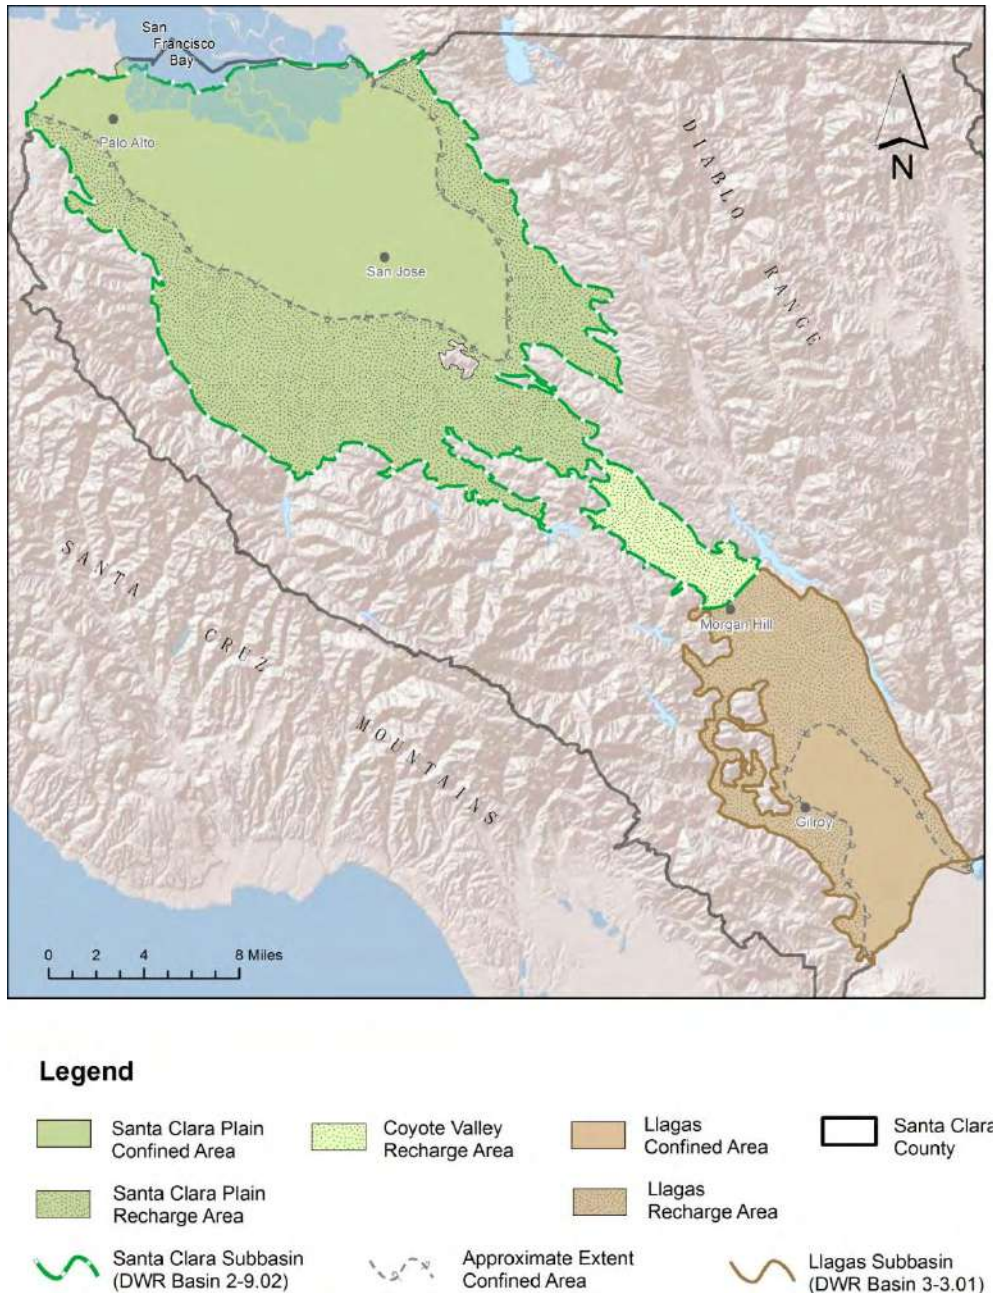 San
Francisco
Bay
Palo Alto
San Jose
DIABLO
RANGE
N
SANTA
CRUZ
MOUNTAINS
Morgan Hill
Gilroy
0 2 4 8 Miles
Legend
Santa Clara Plain
Confined Area
Coyote Valley
Recharge Area
Llagas
Confined Area
Santa Clara
County
Santa Clara Plain
Recharge Area
Llagas
Recharge Area
Santa Clara Subbasin
(DWR Basin 2-9.02)
Approximate Extent
Confined Area
Llagas Subbasin
(DWR Basin 3-3.01)